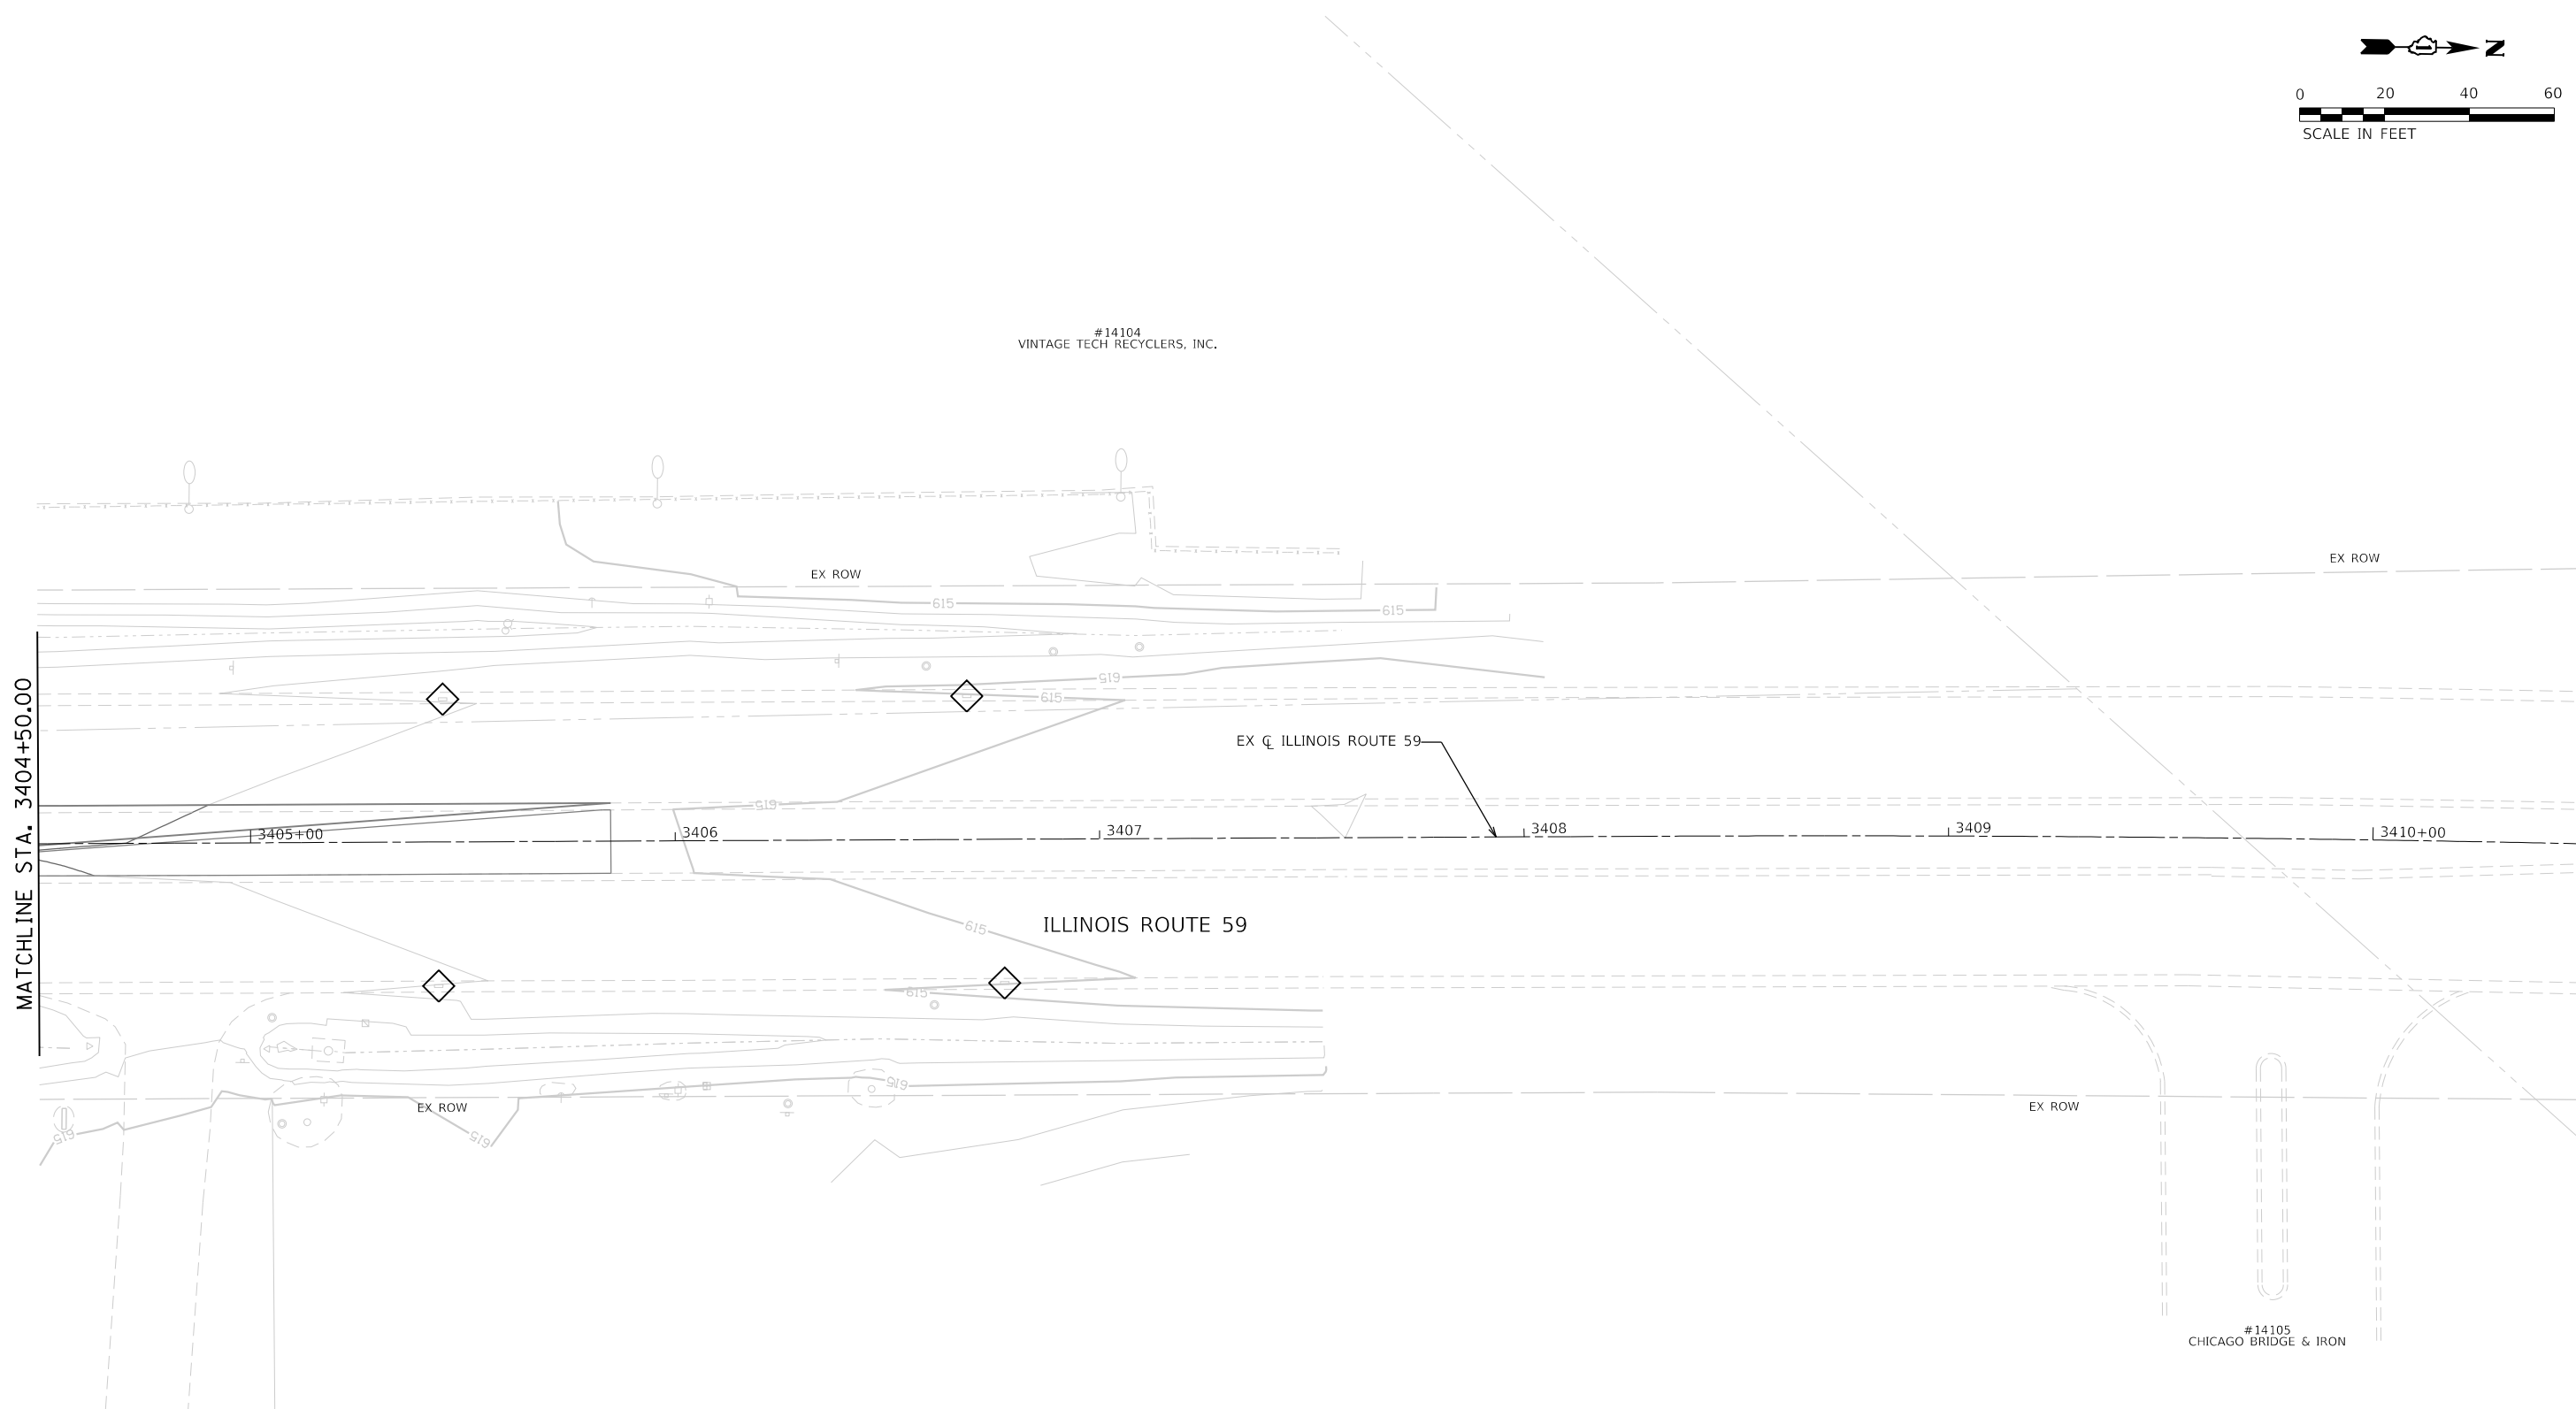 N
0 20 40 60
SCALE IN FEET
#14104
VINTAGE TECH RECYCLERS, INC.
EX ROW
EX ROW
615
615
615
615
MATCHLINE STA. 3404+50.00
EX ℄ ILLINOIS ROUTE 59
615
3405+00
3406
3407
3408
3409
3410+00
615
ILLINOIS ROUTE 59
615
615
EX ROW
EX ROW
615
615
#14105
CHICAGO BRIDGE & IRON